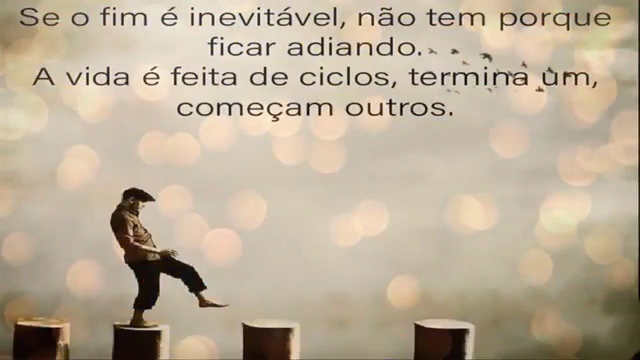 Se o fim é inevitável, não tem porque
ficar adiando.
A vida é feita de ciclos, termina um,
começam outros.